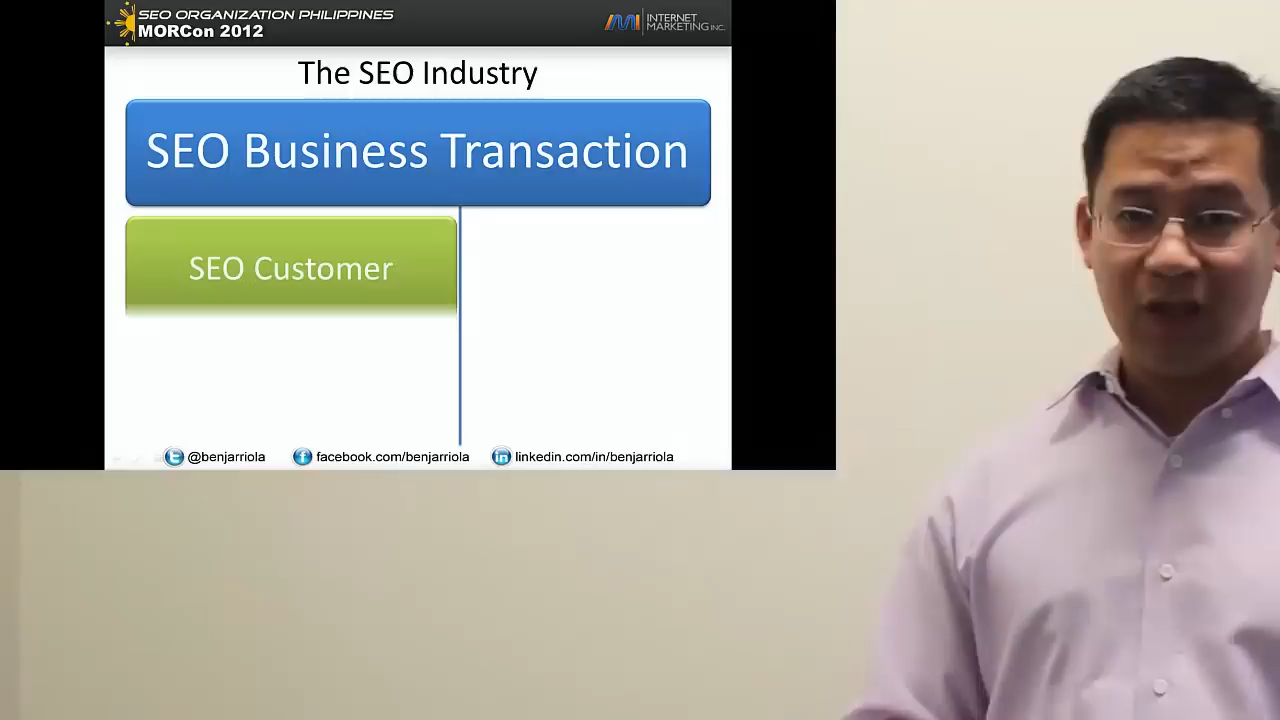 SEO ORGANIZATION PHILIPPINES
MORCon 2012
INTERNET
MARKETING INC.
The SEO Industry
SEO Business Transaction
SEO Customer
@benjarriola
facebook.com/benjarriola
linkedin.com/in/benjarriola